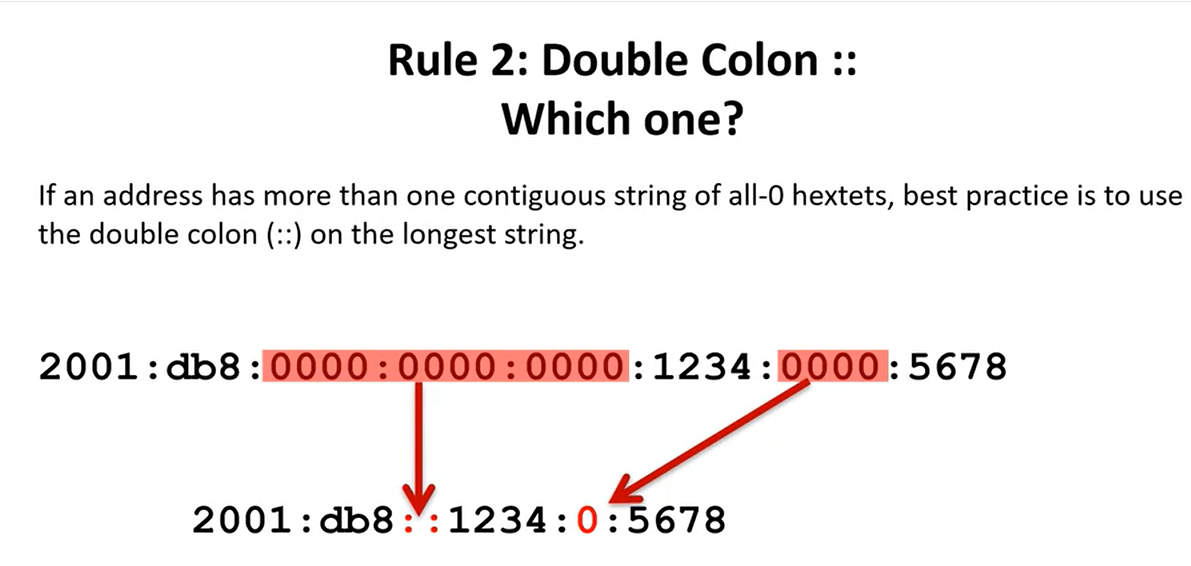 Rule 2: Double Colon ::
Which one?
If an address has more than one contiguous string of all-0 hextets, best practice is to use
the double colon (::) on the longest string.
2001:db8:0000:0000:0000:1234:0000:5678
2001:db8::1234:0:5678